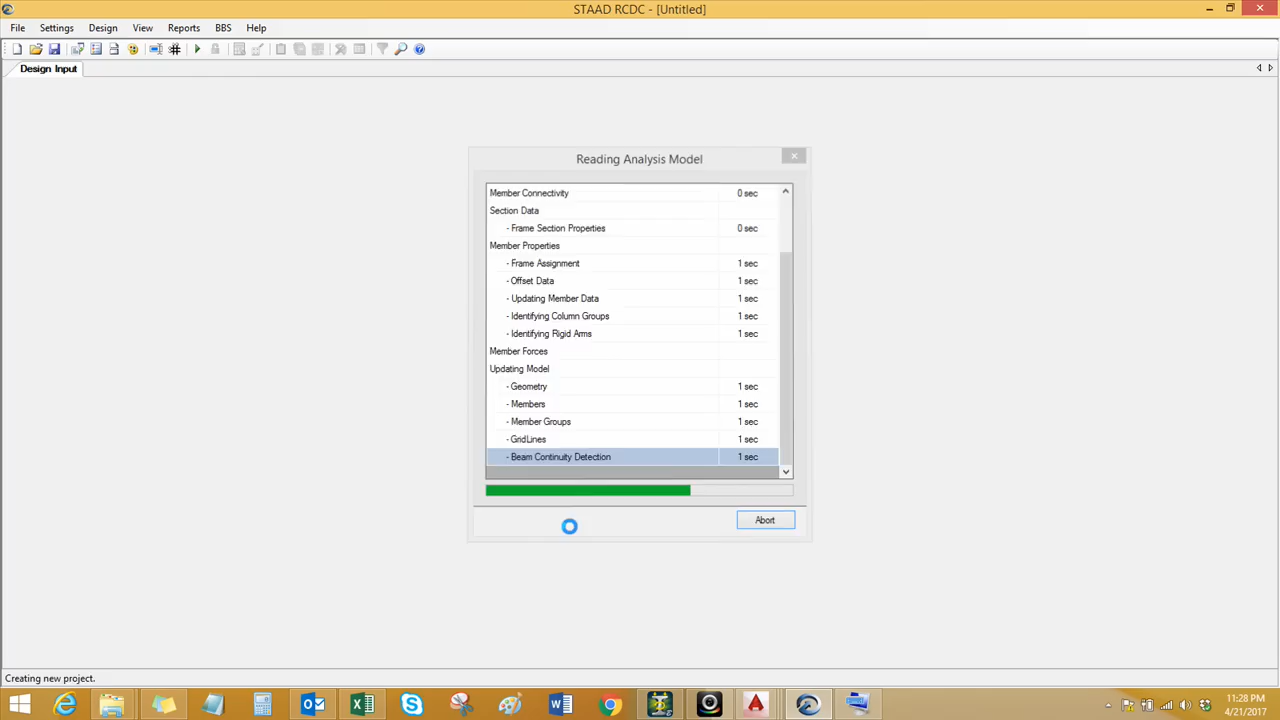 STAAD RCDC - [Untitled]
File Settings Design View Reports BBS Help
Design Input
Reading Analysis Model
Member Connectivity 0 sec
Section Data
- Frame Section Properties 0 sec
Member Properties
- Frame Assignment 1 sec
- Offset Data 1 sec
- Updating Member Data 1 sec
- Identifying Column Groups 1 sec
- Identifying Rigid Arms 1 sec
Member Forces
Updating Model
- Geometry 1 sec
- Members 1 sec
- Member Groups 1 sec
- GridLines 1 sec
- Beam Continuity Detection 1 sec
Abort
Creating new project.
11:28 PM
4/21/2017